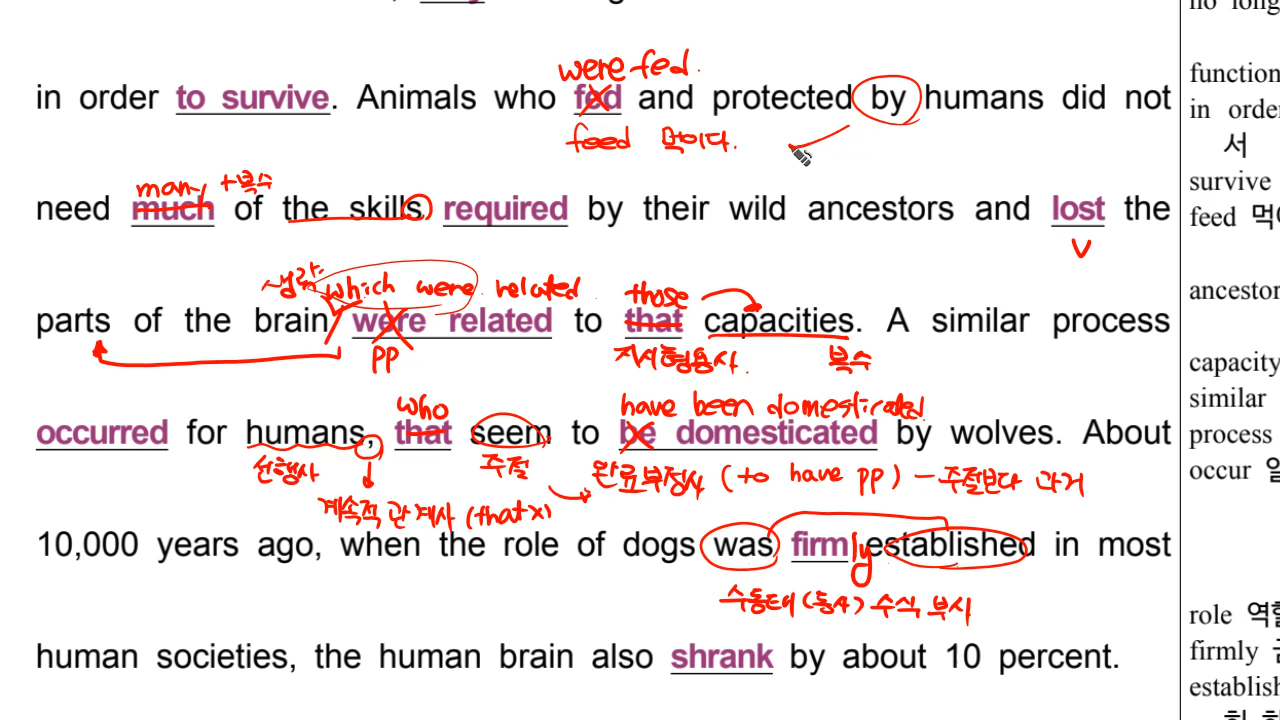 no long
were fed.
in order to survive. Animals who fed and protected by humans did not
feed 먹이다.
many +복수
need much of the skills required by their wild ancestors and lost the
V
생략 which were related
those
parts of the brain were related to that capacities. A similar process
pp
지시형용사. 복수
who
have been domesticated
occurred for humans, that seem to be domesticated by wolves. About
선행사
주절
완료부정사 (to have pp) – 주절보다 과거
계속적 관계사 (that x)
10,000 years ago, when the role of dogs was firm ly established in most
수동태 (동사) 수식 부사
human societies, the human brain also shrank by about 10 percent.
function
in order
서
survive
feed
ancestor
capacity
similar
process
occur
role
firmly
establish